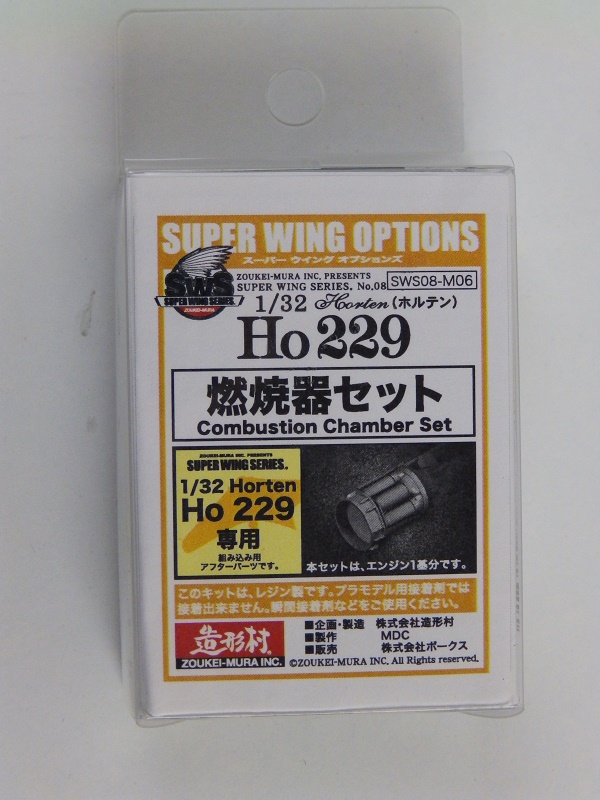 SUPER WING OPTIONS
スーパー ウイング オプションズ
SWS
SUPER WING SERIES
ZOUKEI-MURA
ZOUKEI-MURA INC. PRESENTS
SUPER WING SERIES. No.08
SWS08-M06
1/32 Horten (ホルテン)
Ho 229
燃焼器セット
Combustion Chamber Set
ZOUKEI-MURA INC. PRESENTS
SUPER WING SERIES.
1/32 Horten
Ho 229
専用
組み込み用
アフターパーツです。
本セットは、エンジン1基分です。
このキットは、レジン製です。プラモデル用接着剤では
接着出来ません。瞬間接着剤などをご使用ください。
造形村
ZOUKEI-MURA INC.
■企画・製造 株式会社造形村
■製作 MDC
■販売 株式会社ボークス
©ZOUKEI-MURA INC. All Rights reserved.